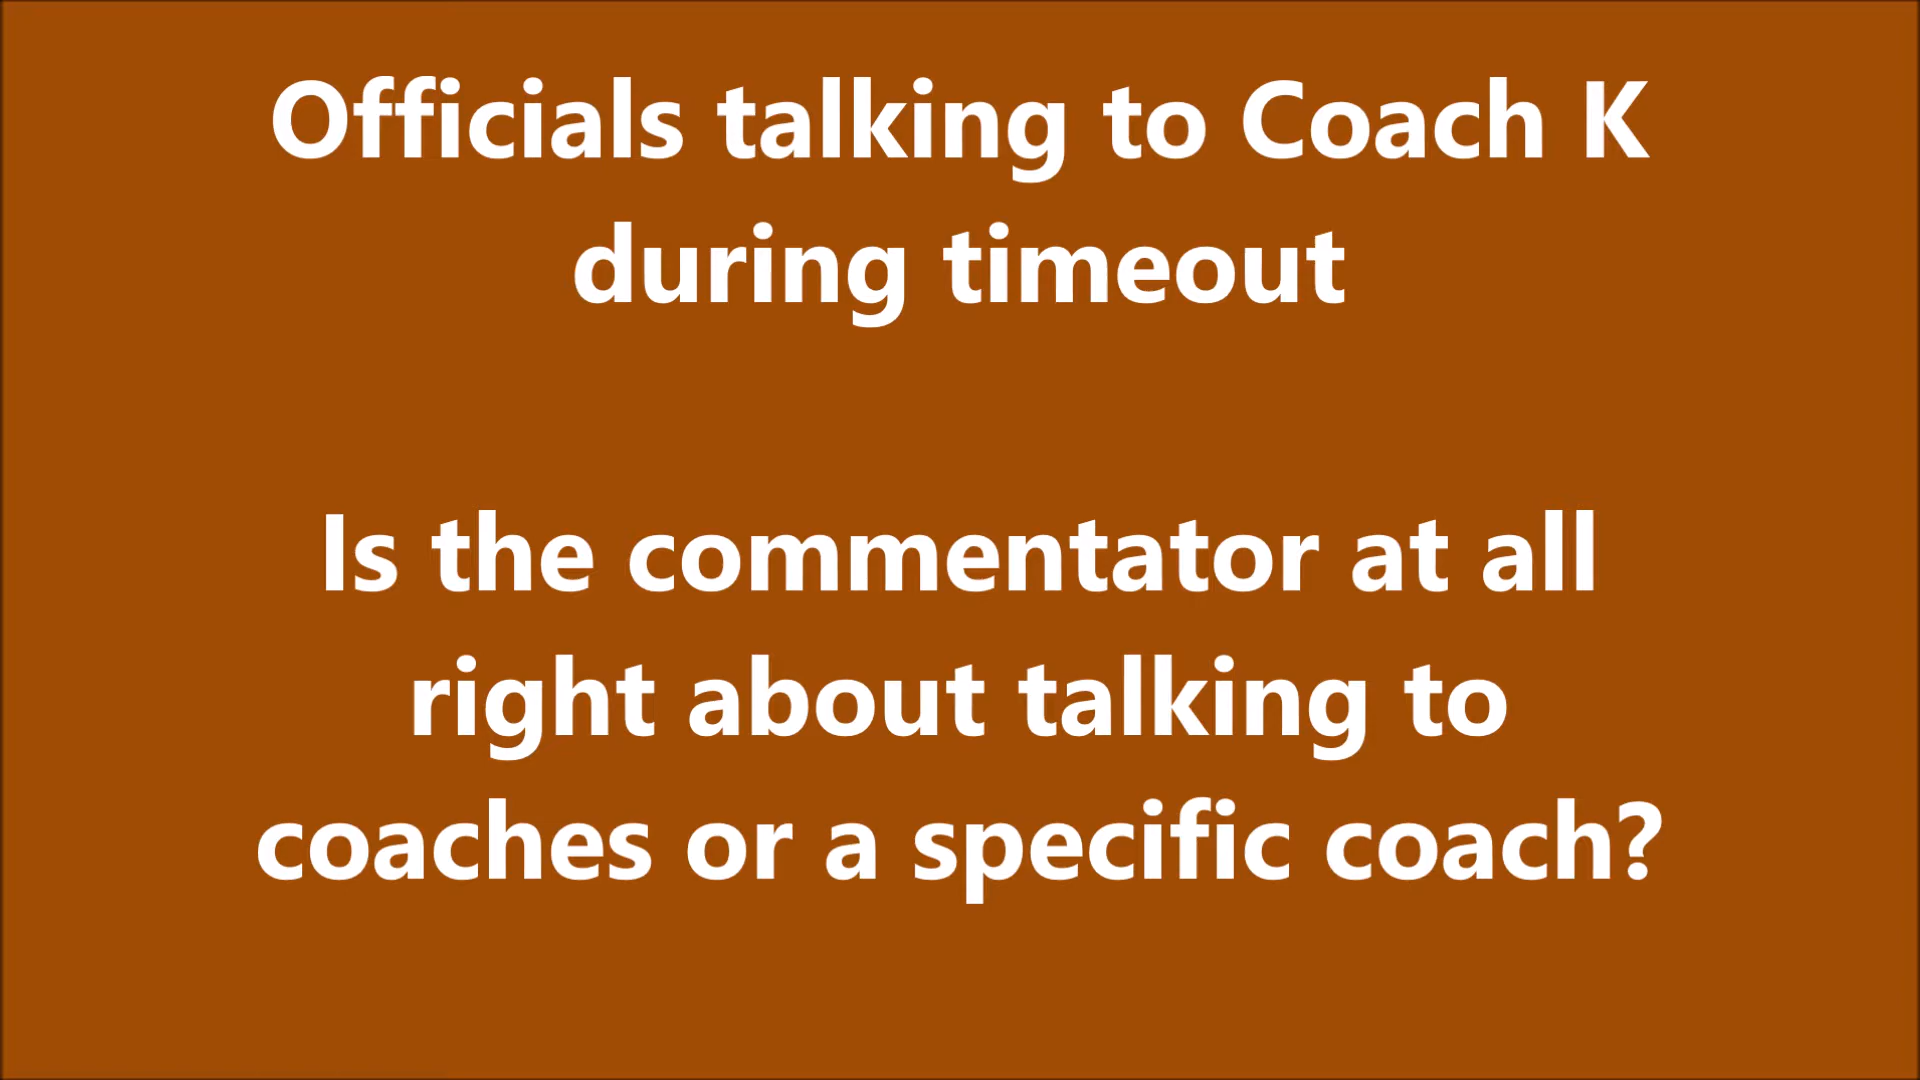 Officials talking to Coach K
during timeout
Is the commentator at all
right about talking to
coaches or a specific coach?